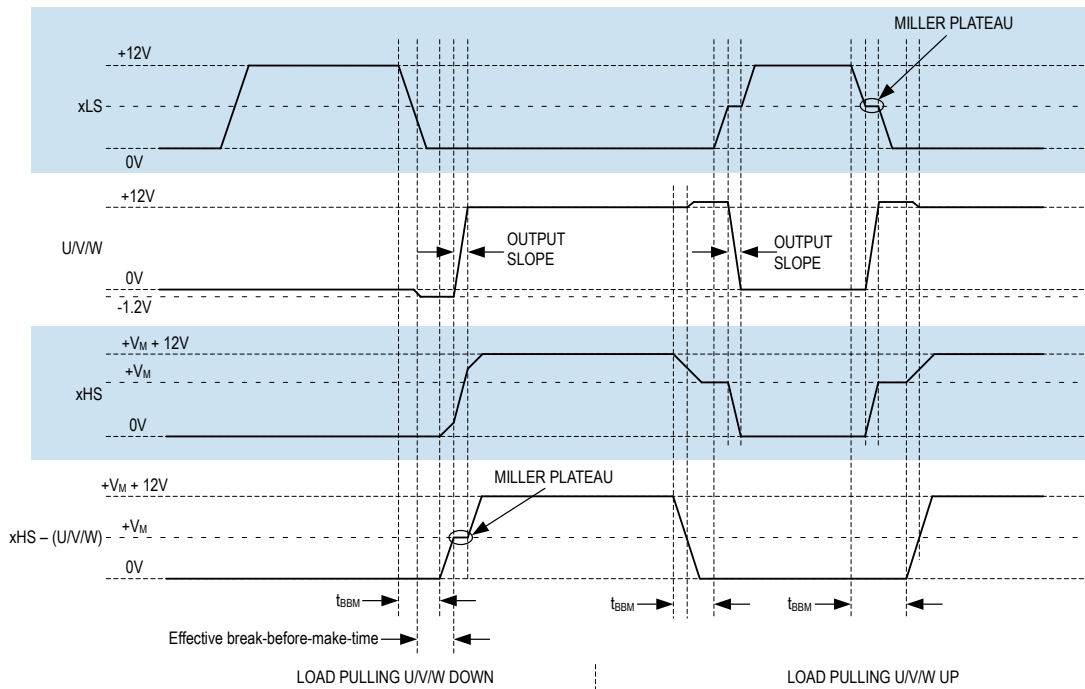 MILLER PLATEAU
+12V
xLS
0V
+12V
U/V/W
OUTPUT
SLOPE
OUTPUT
SLOPE
0V
-1.2V
+VM + 12V
+VM
xHS
0V
MILLER PLATEAU
+VM + 12V
+VM
xHS – (U/V/W)
0V
tBBM
tBBM
tBBM
Effective break-before-make-time
LOAD PULLING U/V/W DOWN
LOAD PULLING U/V/W UP